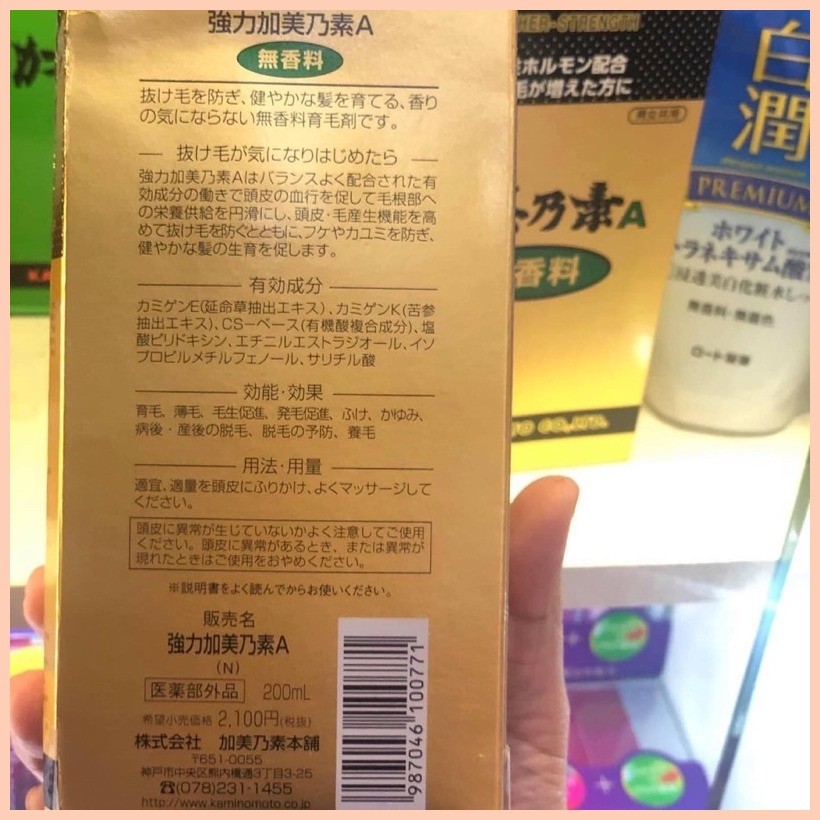 強力加美乃素A
無香料
抜け毛を防ぎ、健やかな髪を育てる、香り
の気にならない無香料育毛剤です。
抜け毛が気になりはじめたら
強力加美乃素Aはバランスよく配合された有
効成分の働きで頭皮の血行を促して毛根部へ
の栄養供給を円滑にし、頭皮・毛産生機能を高
めて抜け毛を防ぐとともに、フケやカユミを防ぎ、
健やかな髪の生育を促します。
有効成分
カミゲンE(延命草抽出エキス)、カミゲンK(苦参
抽出エキス)、CS-ベース(有機酸複合成分)、塩
酸ピリドキシン、エチニルエストラジオール、イソ
プロピルメチルフェノール、サリチル酸
効能・効果
育毛、薄毛、毛生促進、発毛促進、ふけ、かゆみ、
病後・産後の脱毛、脱毛の予防、養毛
用法・用量
適宜、適量を頭皮にふりかけ、よくマッサージして
ください。
頭皮に異常が生じていないかよく注意してご使用
ください。頭皮に異常があるとき、または異常が
現れたときはご使用をおやめください。
※説明書をよく読んでからお使いください。
販売名
強力加美乃素A
(N)
医薬部外品 200mL
希望小売価格 2,100円(税抜)
株式会社 加美乃素本舗
〒651-0055
神戸市中央区熊内橋通3丁目3-25
☎(078)231-1455
http://www.kaminomoto.co.jp
987046 100771
HER-STRENGTH
ホルモン配合
毛が増えた方に
乃素A
香料
CO.,LTD.
白
潤
PREMIUM
ホワイト
ラネキサム酸
浸透美白化粧水
無香料・無着色
ロート製薬